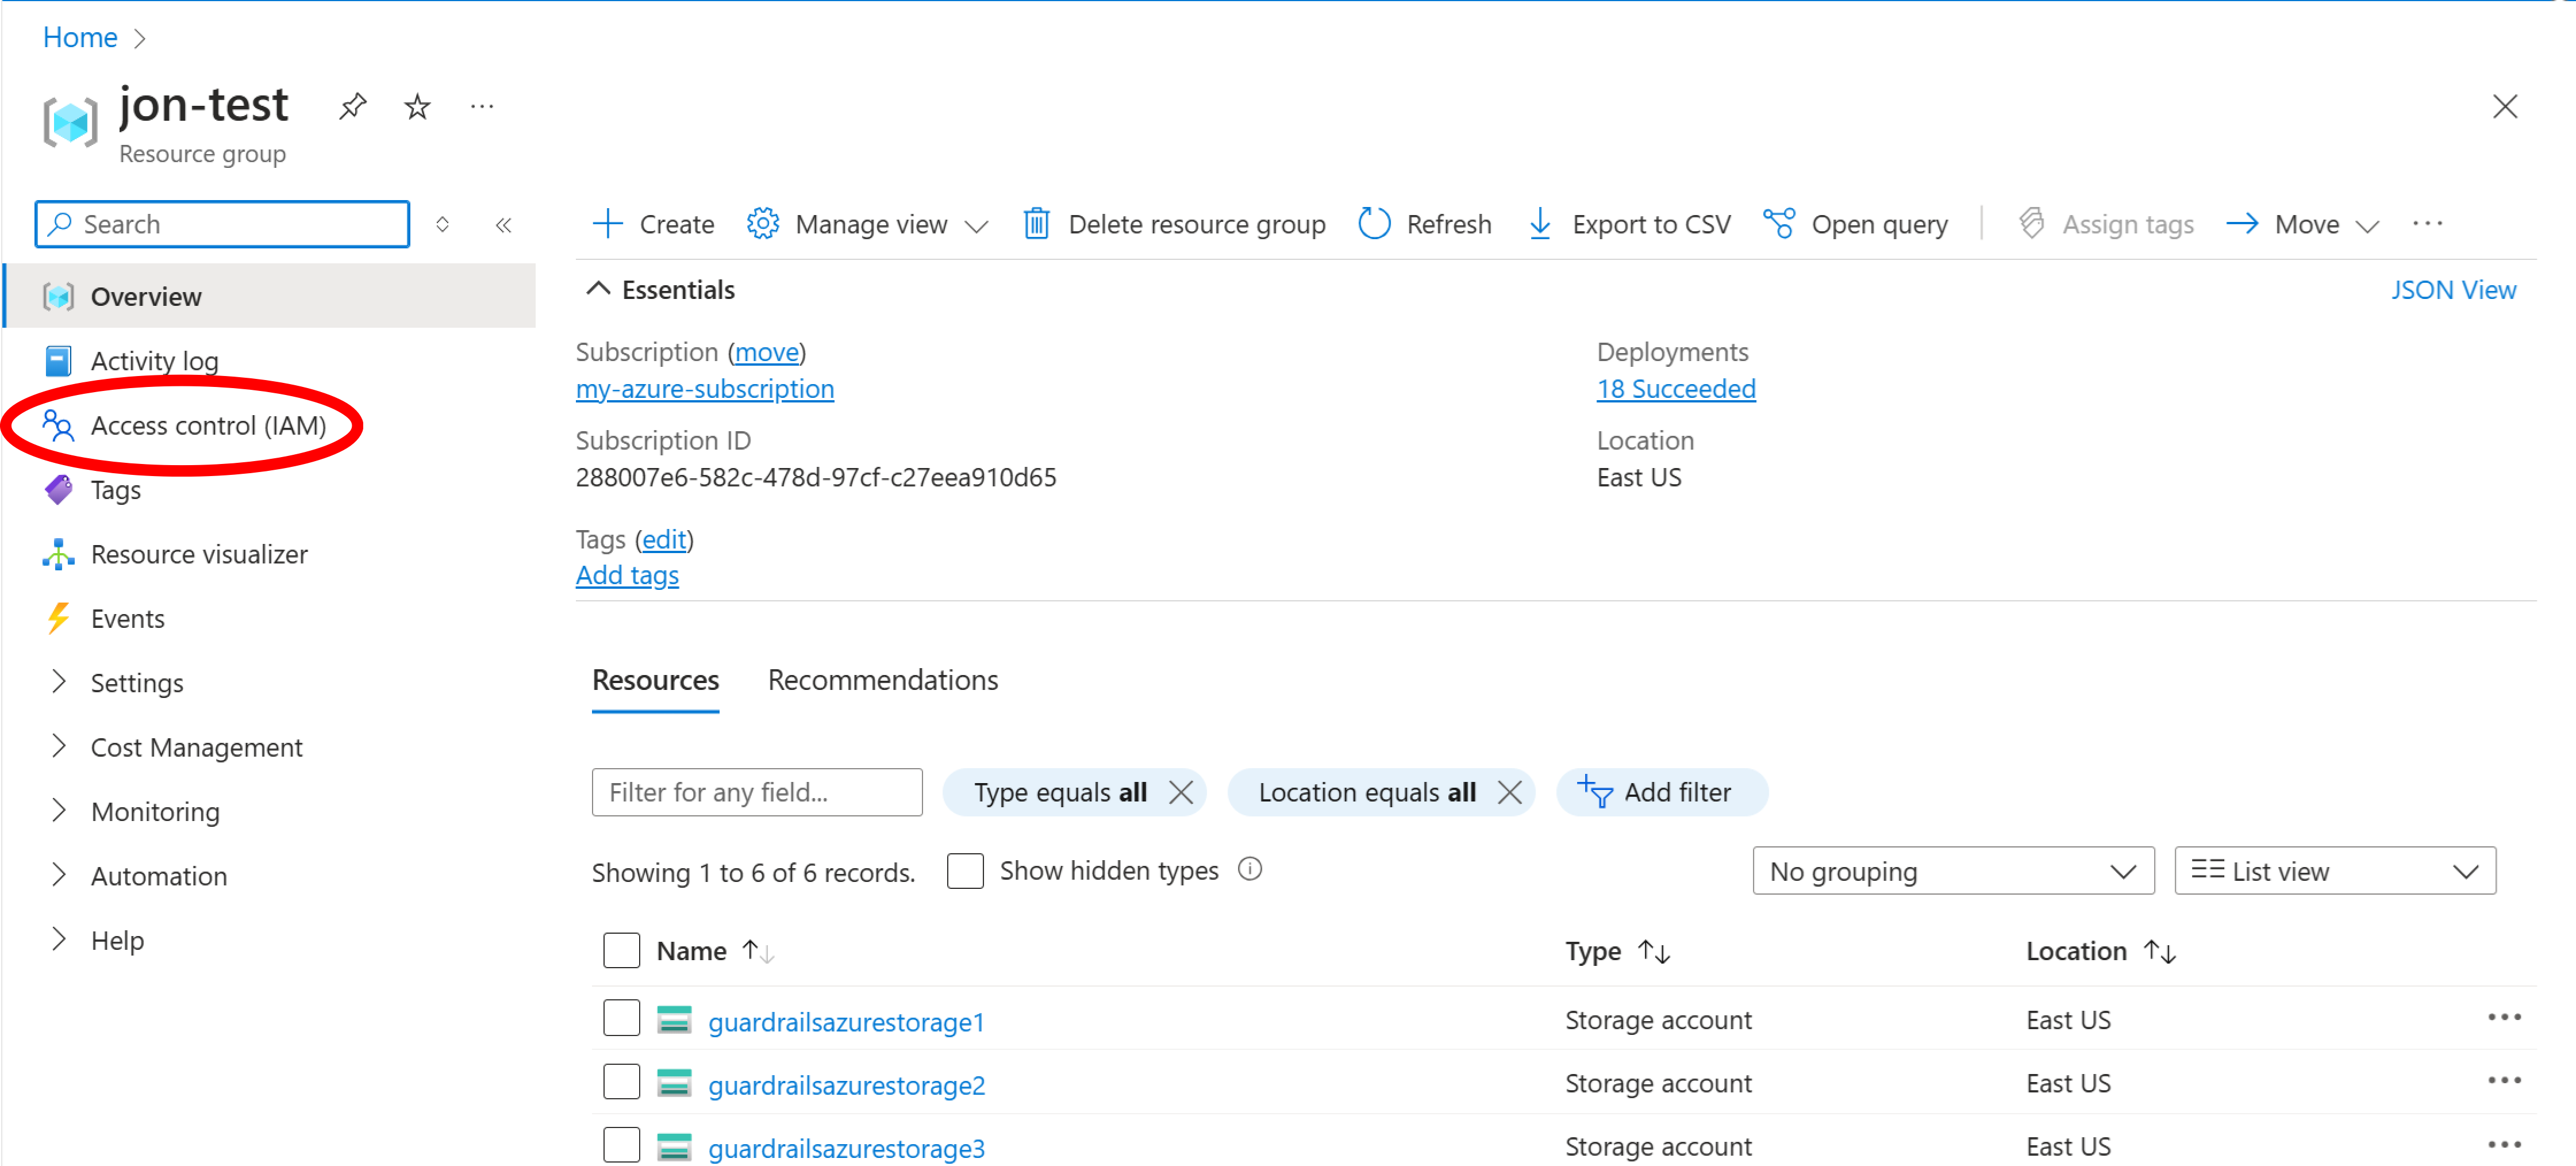 Home
jon-test
Resource group
Search
Create Manage view Delete resource group Refresh Export to CSV Open query Assign tags Move
Overview
Activity log
Access control (IAM)
Tags
Resource visualizer
Events
Settings
Cost Management
Monitoring
Automation
Help
Essentials
JSON View
Subscription (move)
my-azure-subscription
Subscription ID
288007e6-582c-478d-97cf-c27eea910d65
Tags (edit)
Add tags
Deployments
18 Succeeded
Location
East US
Resources Recommendations
Filter for any field... Type equals all Location equals all Add filter
Showing 1 to 6 of 6 records. Show hidden types No grouping List view
Name Type Location
guardrailsazurestorage1 Storage account East US
guardrailsazurestorage2 Storage account East US
guardrailsazurestorage3 Storage account East US